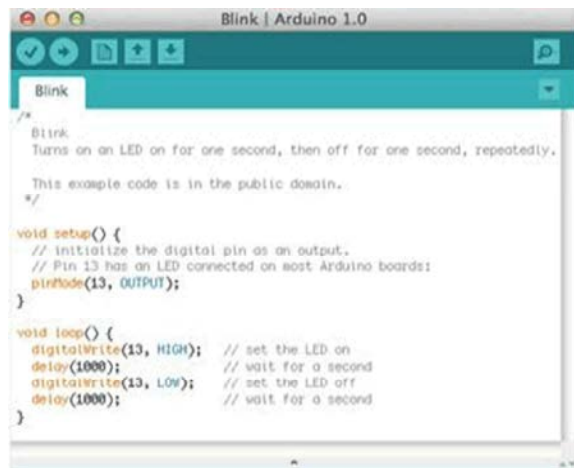 Blink | Arduino 1.0
Blink
/*
Blink
Turns on an LED on for one second, then off for one second, repeatedly.
This example code is in the public domain.
*/
void setup() {
// initialize the digital pin as an output.
// Pin 13 has an LED connected on most Arduino boards:
pinMode(13, OUTPUT);
}
void loop() {
digitalWrite(13, HIGH); // set the LED on
delay(1000); // wait for a second
digitalWrite(13, LOW); // set the LED off
delay(1000); // wait for a second
}